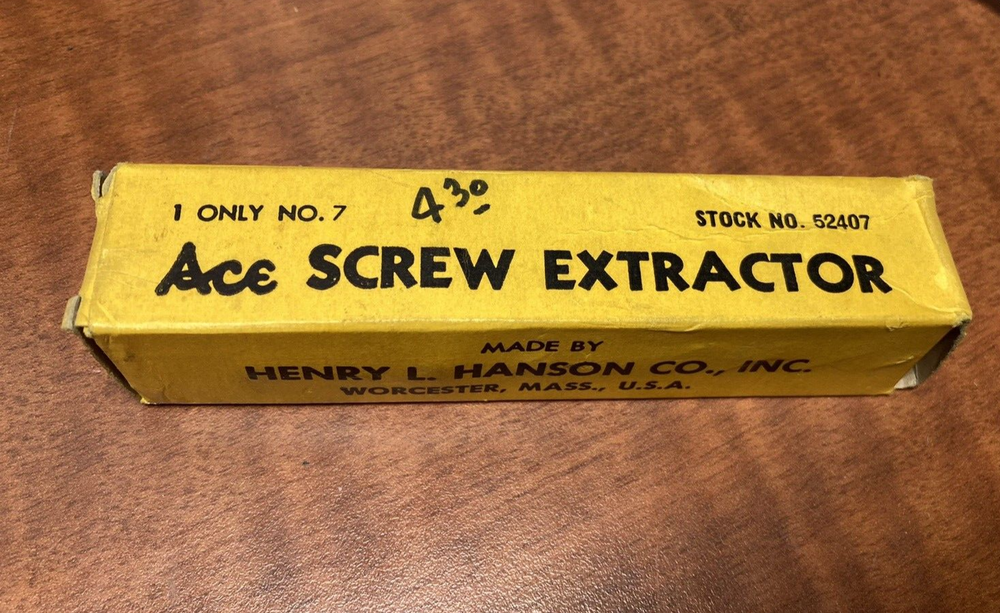 1 ONLY NO. 7
4 30
STOCK NO. 52407
Ace SCREW EXTRACTOR
MADE BY
HENRY L. HANSON CO., INC.
WORCESTER, MASS., U.S.A.